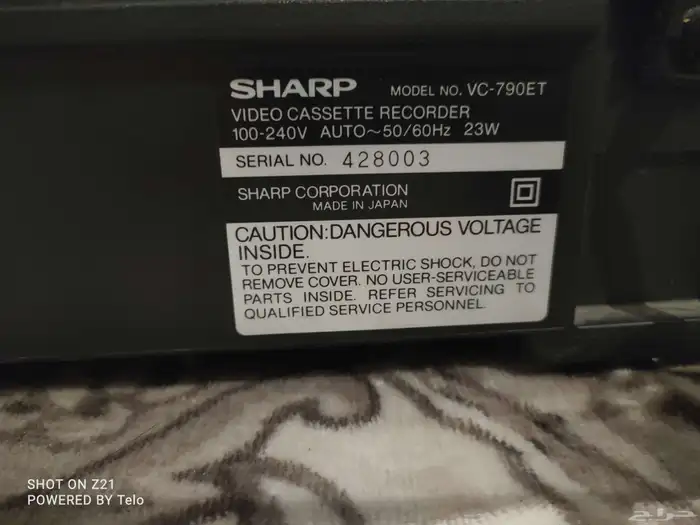 SHARP MODEL NO. VC-790ET
VIDEO CASSETTE RECORDER
100-240V AUTO～50/60Hz 23W
SERIAL NO. 428003
SHARP CORPORATION
MADE IN JAPAN
CAUTION:DANGEROUS VOLTAGE
INSIDE.
TO PREVENT ELECTRIC SHOCK, DO NOT
REMOVE COVER. NO USER-SERVICEABLE
PARTS INSIDE. REFER SERVICING TO
QUALIFIED SERVICE PERSONNEL.
SHOT ON Z21
POWERED BY Telo
حراج